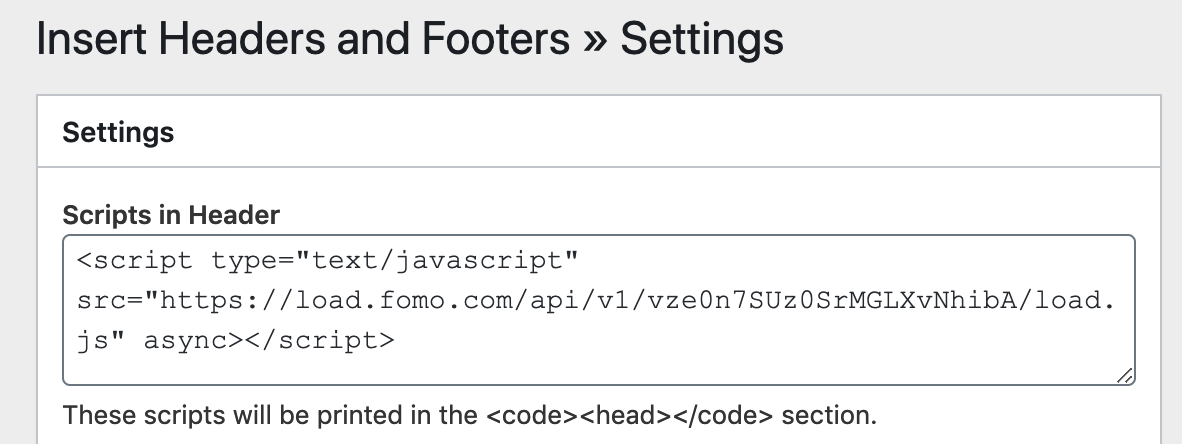 Insert Headers and Footers » Settings
Settings
Scripts in Header
<script type="text/javascript"
src="https://load.fomo.com/api/v1/vze0n7SUz0SrMGLXvNhibA/load.
js" async></script>
These scripts will be printed in the <code><head></code> section.